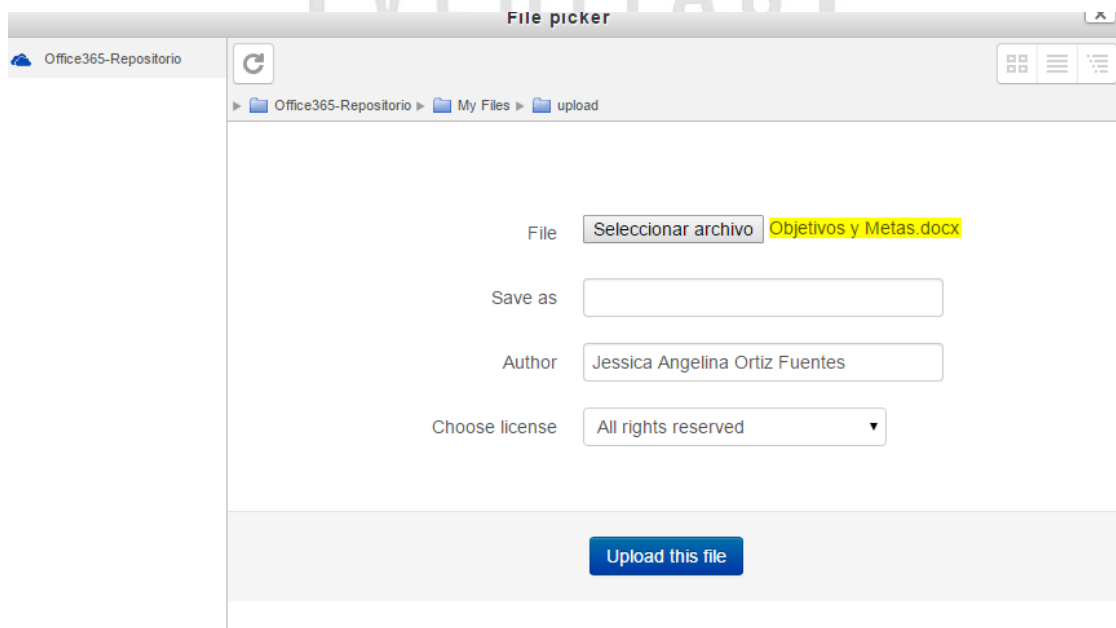 File picker
Office365-Repositorio
Office365-Repositorio My Files upload
File Seleccionar archivo Objetivos y Metas.docx
Save as
Author Jessica Angelina Ortiz Fuentes
Choose license All rights reserved
Upload this file